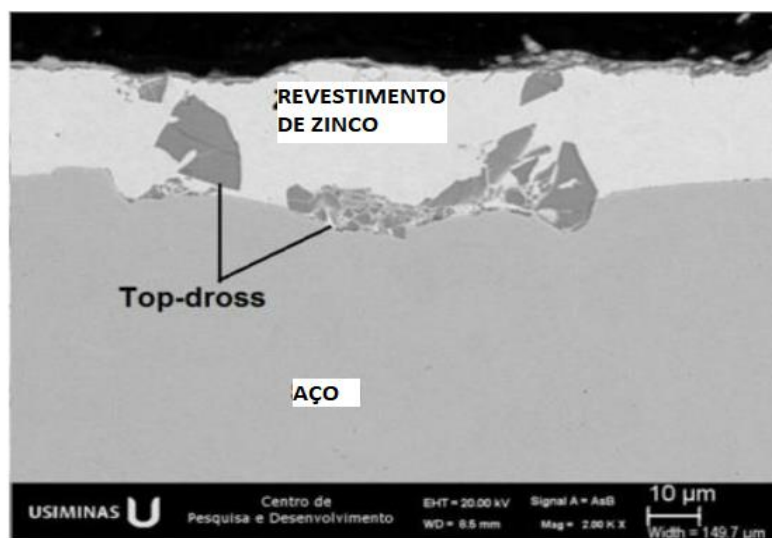 REVESTIMENTO
DE ZINCO
Top-dross
AÇO
USIMINAS U
Centro de
Pesquisa e Desenvolvimento
EHT = 20.00 kV
WD = 8.5 mm
Signal A = AsB
Mag = 2.00 K X
10 µm
Width = 149.7 µm